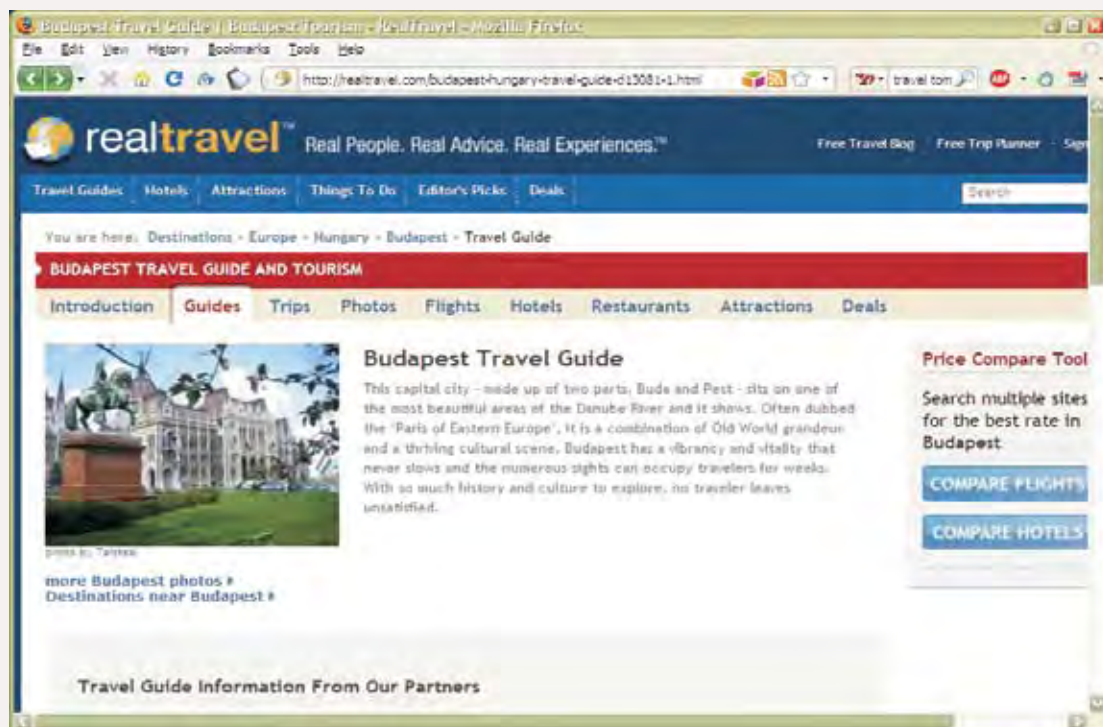 Budapest Travel Guide | Budapest Tourism - RealTravel - Mozilla Firefox
File Edit View History Bookmarks Tools Help
http://realtravel.com/budapest-hungary-travel-guide-d13081-1.html travel tom
realtravel™ Real People. Real Advice. Real Experiences.™ Free Travel Blog Free Trip Planner Sign
Travel Guides Hotels Attractions Things To Do Editor's Picks Deals Search
You are here: Destinations - Europe - Hungary - Budapest - Travel Guide
BUDAPEST TRAVEL GUIDE AND TOURISM
Introduction Guides Trips Photos Flights Hotels Restaurants Attractions Deals
Budapest Travel Guide
This capital city - made up of two parts, Buda and Pest - sits on one of
the most beautiful areas of the Danube River and it shows. Often dubbed
the 'Paris of Eastern Europe', it is a combination of Old World grandeur
and a thriving cultural scene. Budapest has a vibrancy and vitality that
never slows and the numerous sights can occupy travelers for weeks.
With so much history and culture to explore, no traveler leaves
unsatisfied.
photo by
more Budapest photos
Destinations near Budapest
Price Compare Tool
Search multiple sites
for the best rate in
Budapest
COMPARE FLIGHTS
COMPARE HOTELS
Travel Guide Information From Our Partners